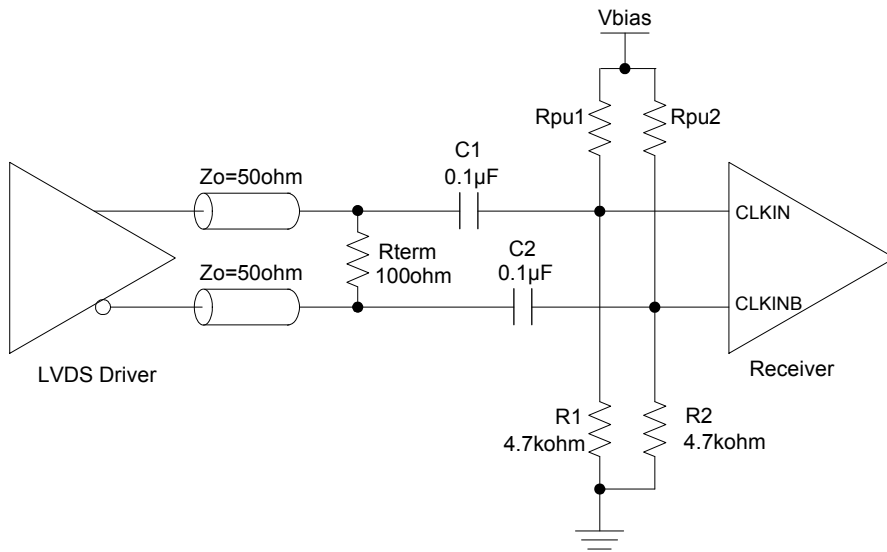 Vbias
Rpu1
Rpu2
C1
0.1µF
Zo=50ohm
CLKIN
Rterm
100ohm
C2
0.1µF
Zo=50ohm
CLKINB
LVDS Driver
Receiver
R1
4.7kohm
R2
4.7kohm